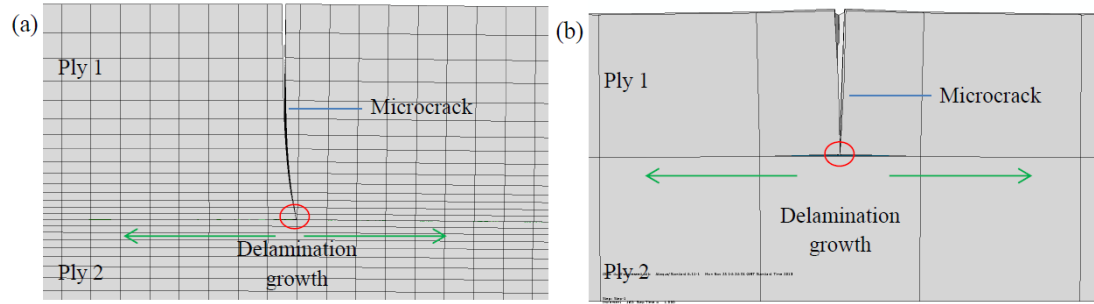 (a)
Ply 1
Microcrack
Delamination
growth
Ply 2
(b)
Ply 1
Microcrack
Delamination
growth
Ply 2